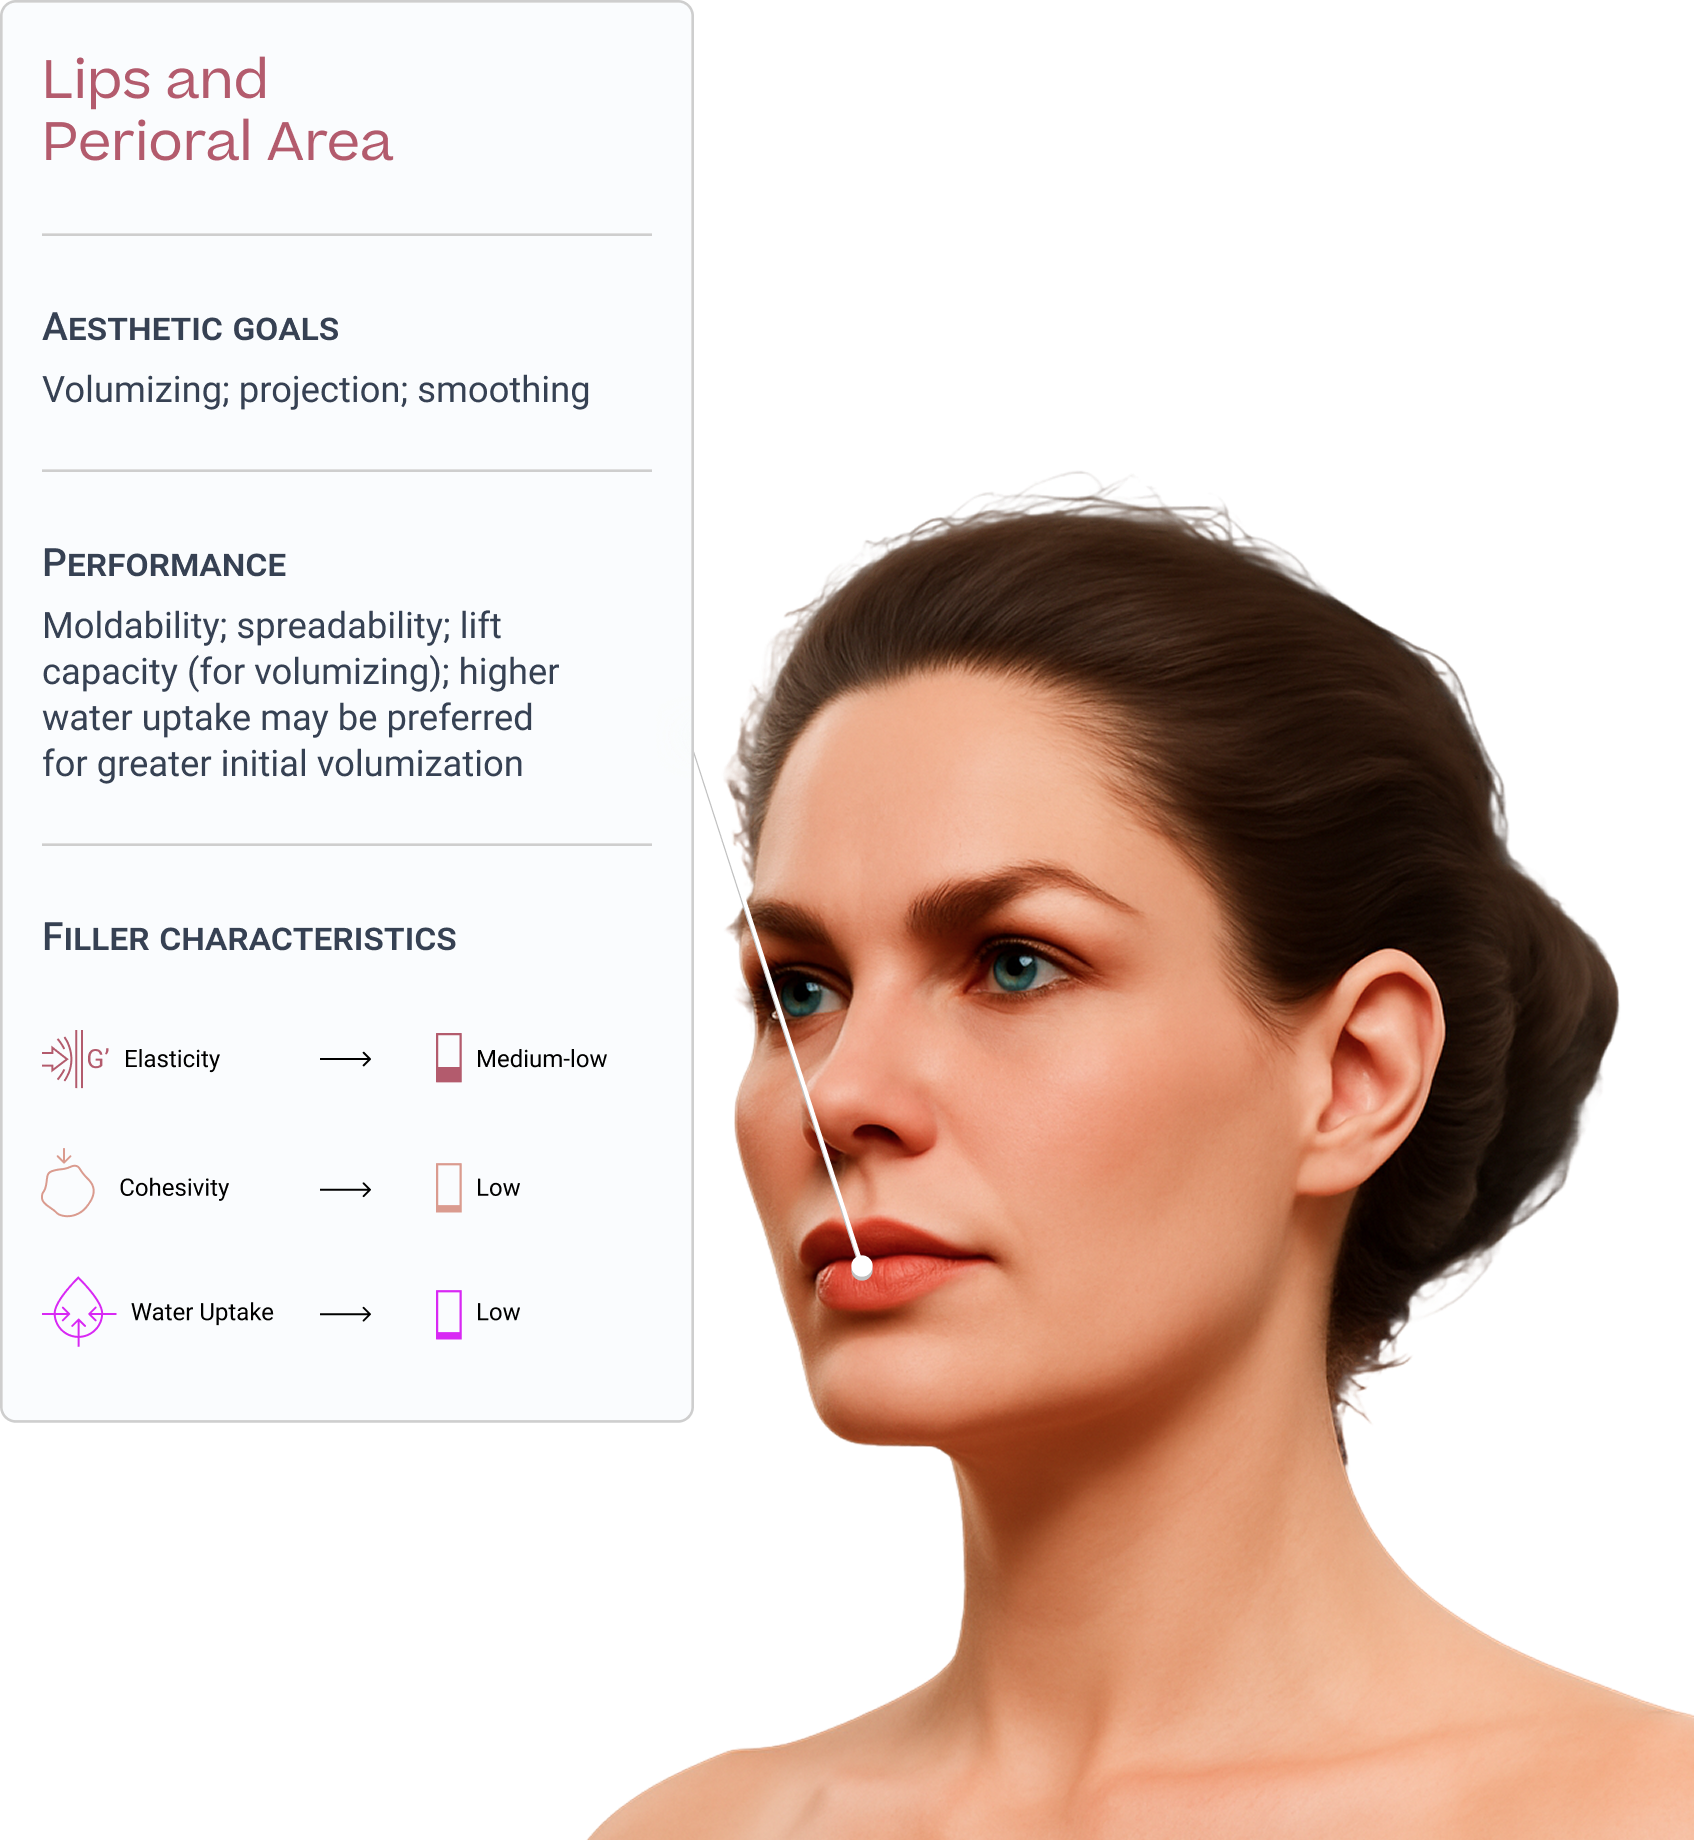 Lips and
Perioral Area
AESTHETIC GOALS
Volumizing; projection; smoothing
PERFORMANCE
Moldability; spreadability; lift
capacity (for volumizing); higher
water uptake may be preferred
for greater initial volumization
FILLER CHARACTERISTICS
G’ Elasticity → Medium-low
Cohesivity → Low
Water Uptake → Low